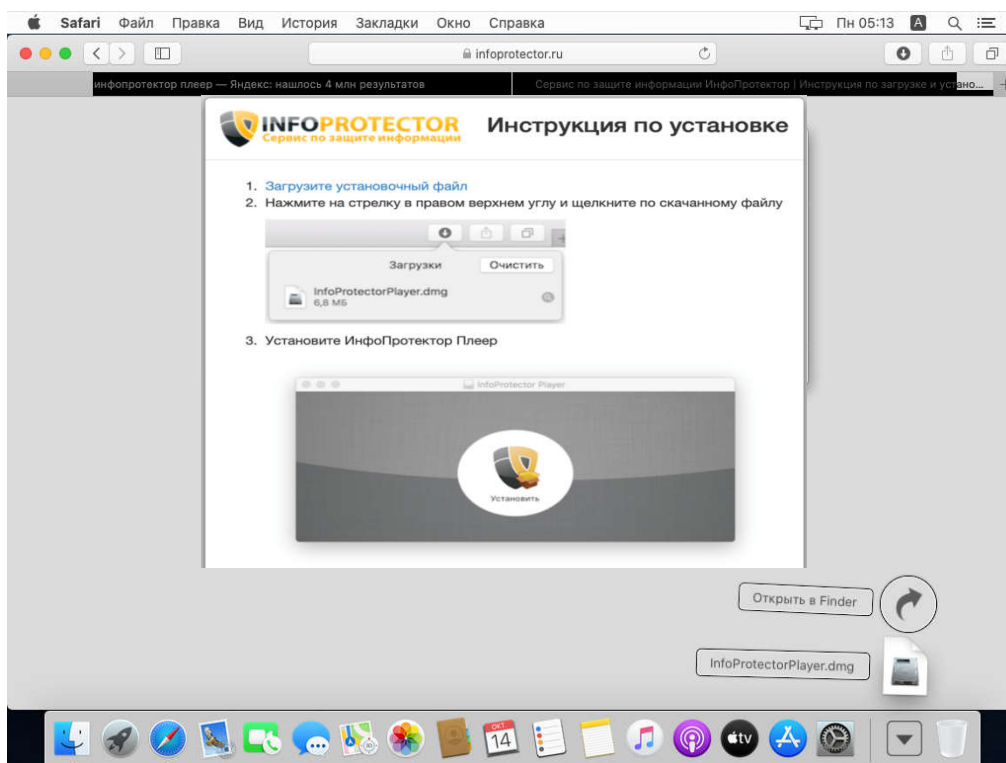 Safari Файл Правка Вид История Закладки Окно Справка Пн 05:13 A
infoprotector.ru
инфопротектор плеер — Яндекс: нашлось 4 млн результатов Сервис по защите информации ИнфоПротектор | Инструкция по загрузке и устано...
INFOPROTECTOR
Сервис по защите информации
Инструкция по установке
1. Загрузите установочный файл
2. Нажмите на стрелку в правом верхнем углу и щелкните по скачанному файлу
Загрузки Очистить
InfoProtectorPlayer.dmg
6,8 МБ
3. Установите ИнфоПротектор Плеер
InfoProtector Player
Установить
Открыть в Finder
InfoProtectorPlayer.dmg
ОКТ
14
tv